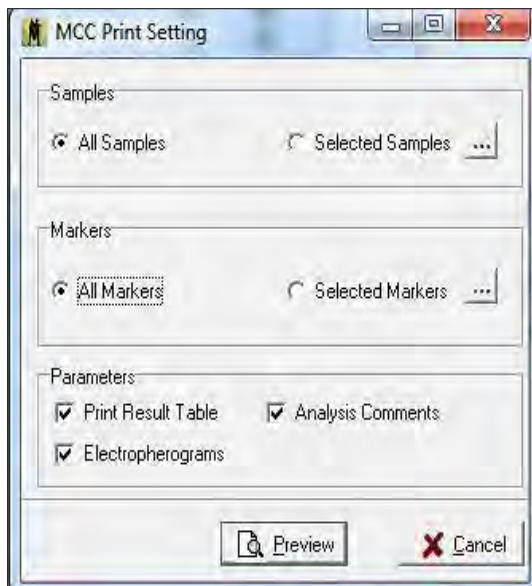 MCC Print Setting
Samples
All Samples Selected Samples ...
Markers
All Markers Selected Markers ...
Parameters
Print Result Table Analysis Comments
Electropherograms
Preview Cancel